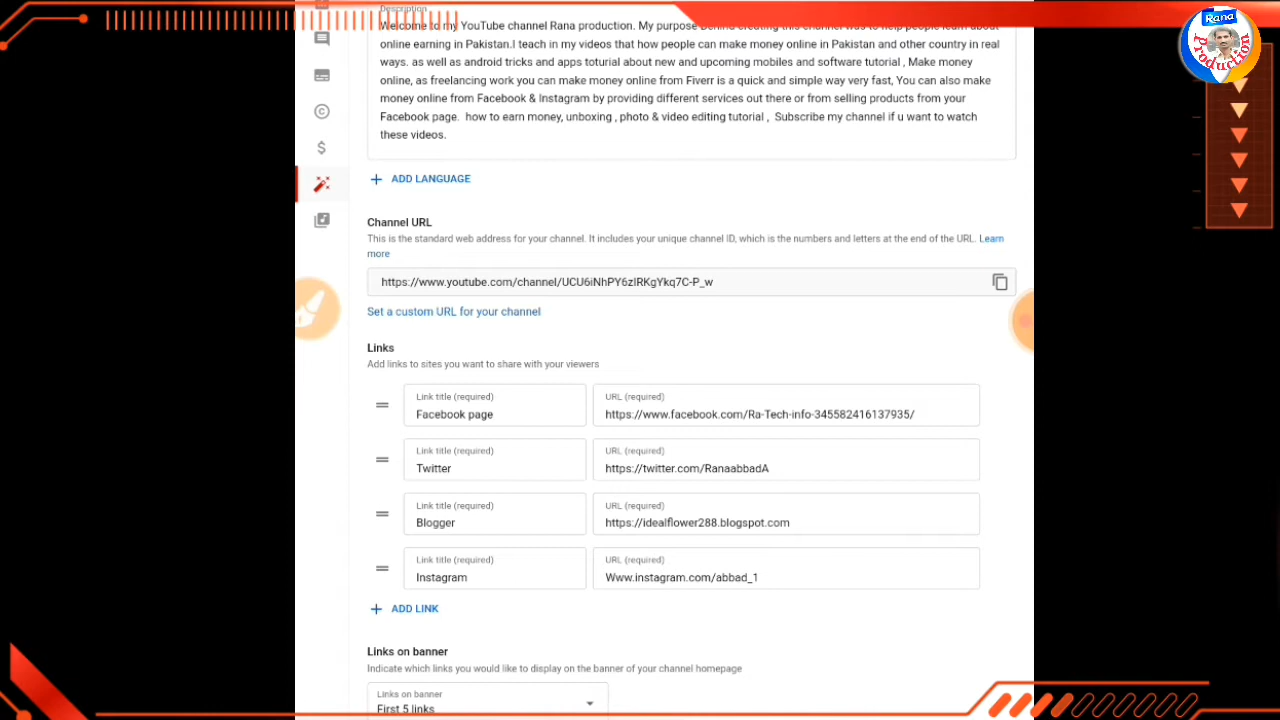 Description
Welcome to my YouTube channel Rana production. My purpose Behind creating this channel was to help people learn about
online earning in Pakistan.I teach in my videos that how people can make money online in Pakistan and other country in real
ways. as well as android tricks and apps toturial about new and upcoming mobiles and software tutorial , Make money
online, as freelancing work you can make money online from Fiverr is a quick and simple way very fast, You can also make
money online from Facebook & Instagram by providing different services out there or from selling products from your
Facebook page. how to earn money, unboxing , photo & video editing tutorial , Subscribe my channel if u want to watch
these videos.
ADD LANGUAGE
Channel URL
This is the standard web address for your channel. It includes your unique channel ID, which is the numbers and letters at the end of the URL. Learn
more
https://www.youtube.com/channel/UCU6iNhPY6zIRKgYkq7C-P_w
Set a custom URL for your channel
Links
Add links to sites you want to share with your viewers
Link title (required) URL (required)
Facebook page https://www.facebook.com/Ra-Tech-info-345582416137935/
Link title (required) URL (required)
Twitter https://twitter.com/RanaabbadA
Link title (required) URL (required)
Blogger https://idealflower288.blogspot.com
Link title (required) URL (required)
Instagram Www.instagram.com/abbad_1
ADD LINK
Links on banner
Indicate which links you would like to display on the banner of your channel homepage
Links on banner
First 5 links
Rana
Production